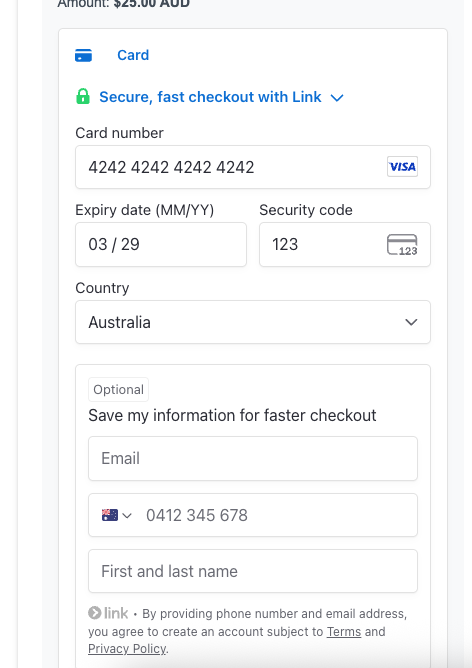 Amount: $25.00 AUD
Card
Secure, fast checkout with Link
Card number
4242 4242 4242 4242 VISA
Expiry date (MM/YY) Security code
03 / 29 123 123
Country
Australia
Optional
Save my information for faster checkout
Email
0412 345 678
First and last name
link • By providing phone number and email address,
you agree to create an account subject to Terms and
Privacy Policy.